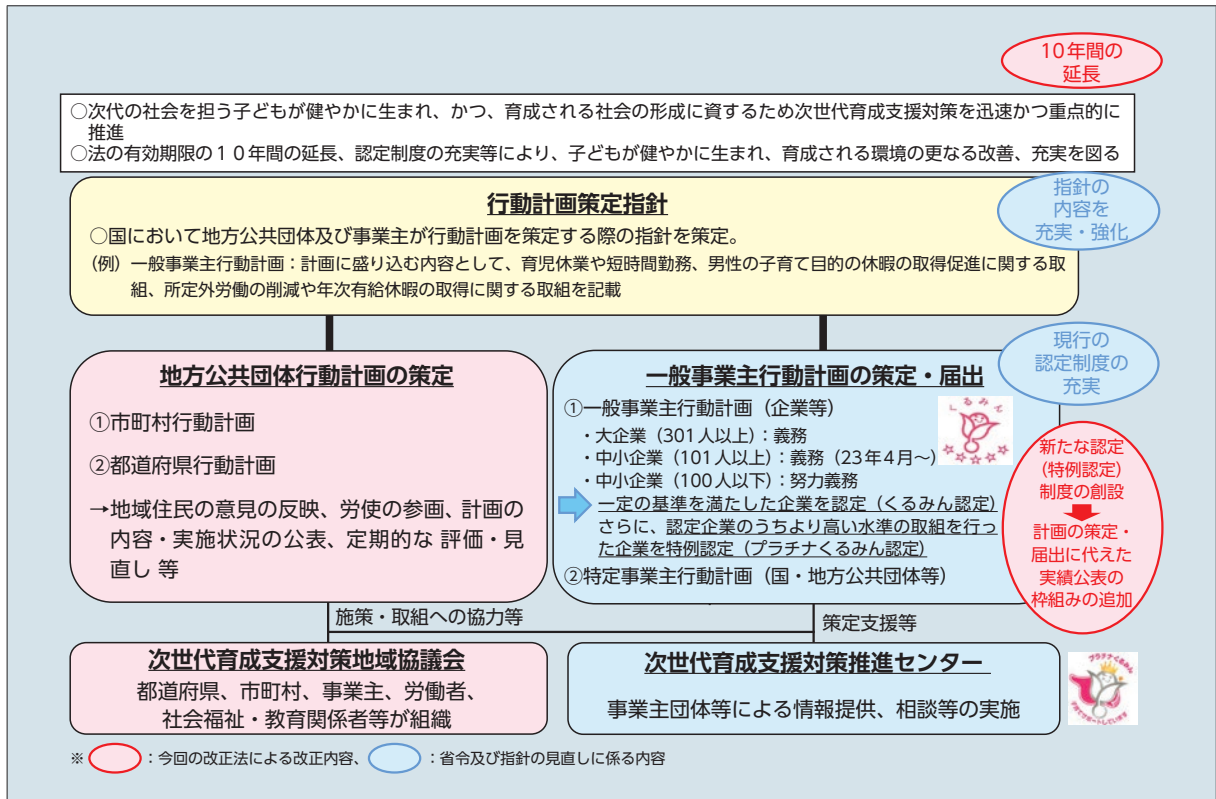 10年間の
延長
○次代の社会を担う子どもが健やかに生まれ、かつ、育成される社会の形成に資するため次世代育成支援対策を迅速かつ重点的に
推進
○法の有効期限の１０年間の延長、認定制度の充実等により、子どもが健やかに生まれ、育成される環境の更なる改善、充実を図る
行動計画策定指針
○国において地方公共団体及び事業主が行動計画を策定する際の指針を策定。
(例) 一般事業主行動計画：計画に盛り込む内容として、育児休業や短時間勤務、男性の子育て目的の休暇の取得促進に関する取
組、所定外労働の削減や年次有給休暇の取得に関する取組を記載
指針の
内容を
充実・強化
地方公共団体行動計画の策定
①市町村行動計画
②都道府県行動計画
→地域住民の意見の反映、労使の参画、計画の
内容・実施状況の公表、定期的な 評価・見
直し 等
一般事業主行動計画の策定・届出
①一般事業主行動計画（企業等）
・大企業（301人以上）：義務
・中小企業（101人以上）：義務（23年４月～）
・中小企業（100人以下）：努力義務
一定の基準を満たした企業を認定（くるみん認定）
さらに、認定企業のうちより高い水準の取組を行っ
た企業を特例認定（プラチナくるみん認定）
②特定事業主行動計画（国・地方公共団体等）
くるみん
現行の
認定制度の
充実
新たな認定
(特例認定)
制度の創設
計画の策定・
届出に代えた
実績公表の
枠組みの追加
施策・取組への協力等
策定支援等
次世代育成支援対策地域協議会
都道府県、市町村、事業主、労働者、
社会福祉・教育関係者等が組織
次世代育成支援対策推進センター
事業主団体等による情報提供、相談等の実施
プラチナくるみん
子育てサポートしています
※ ：今回の改正法による改正内容、 ：省令及び指針の見直しに係る内容